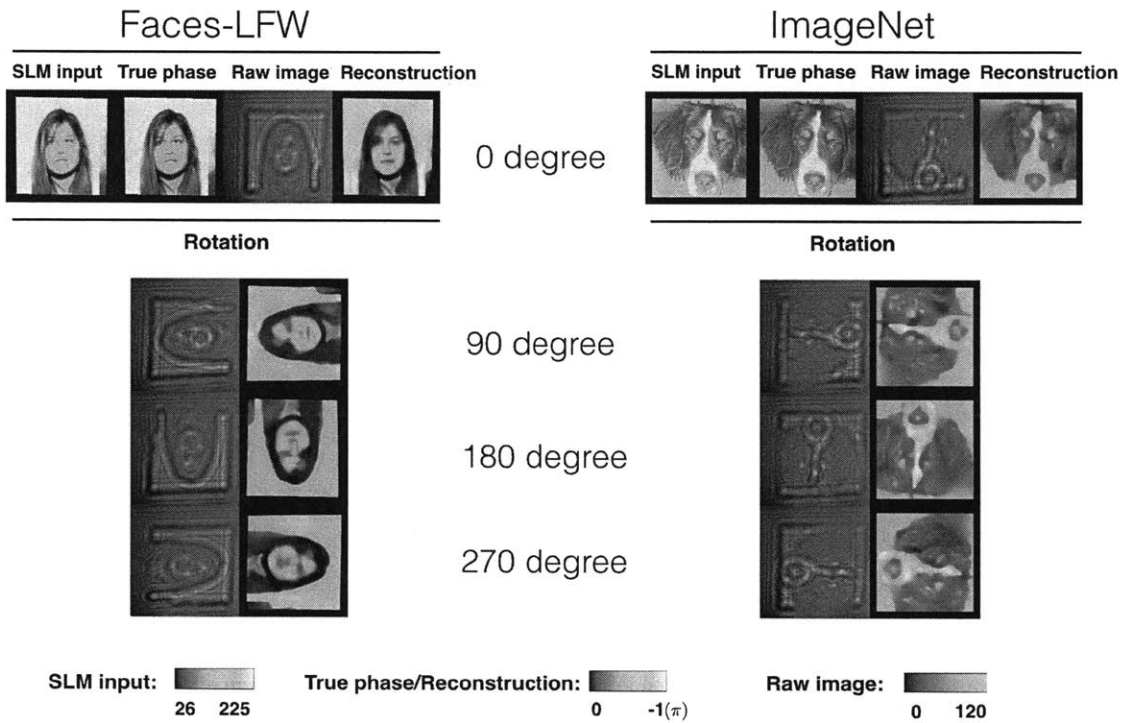 Faces-LFW
ImageNet
SLM input True phase Raw image Reconstruction
SLM input True phase Raw image Reconstruction
0 degree
Rotation
Rotation
90 degree
180 degree
270 degree
SLM input:
26 225
True phase/Reconstruction:
0 -1(π)
Raw image:
0 120